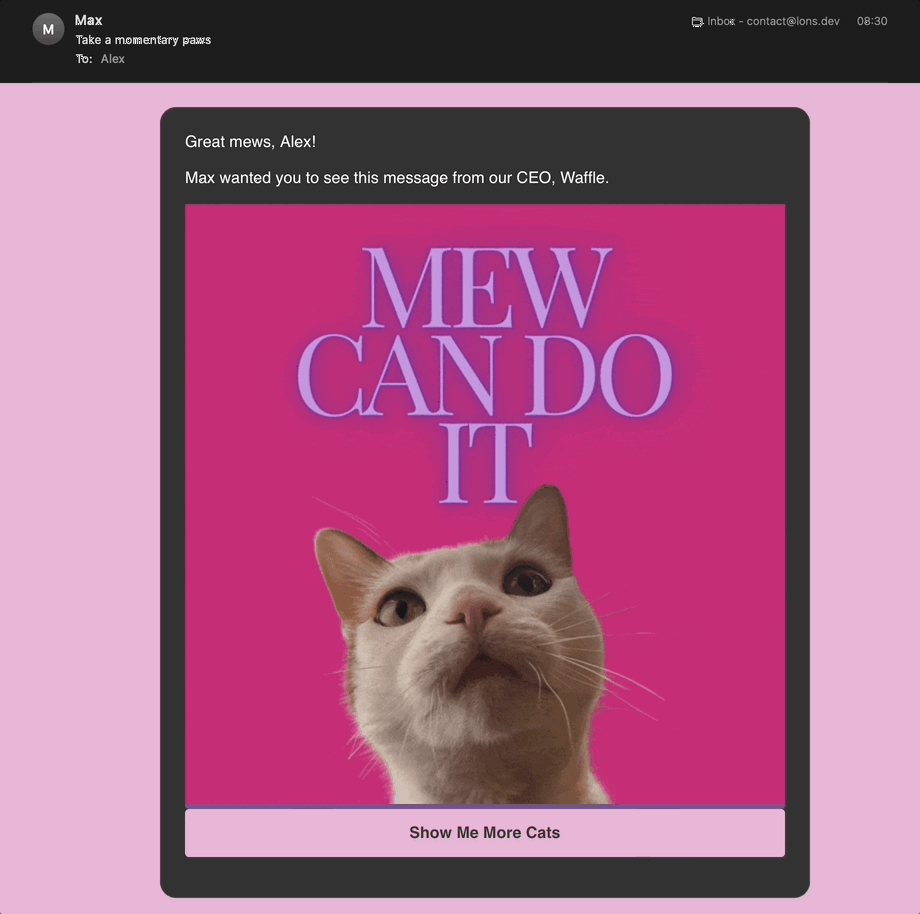 M
Max
Inbox - contact@lons.dev 08:30
Take a momentary paws
To: Alex
Great mews, Alex!
Max wanted you to see this message from our CEO, Waffle.
MEW
CAN DO
IT
Show Me More Cats